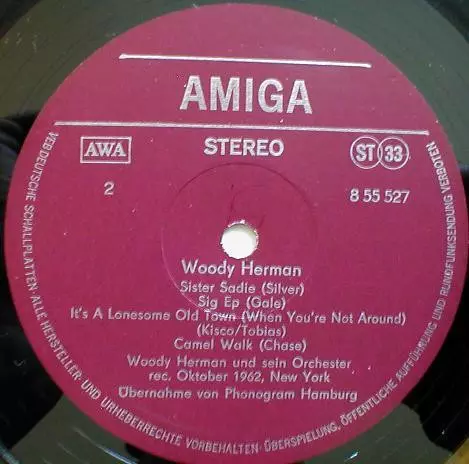 AMIGA
AWA
STEREO
ST 33
2
8 55 527
Woody Herman
Sister Sadie (Silver)
Sig Ep (Gale)
It's A Lonesome Old Town (When You're Not Around)
(Kisco/Tobias)
Camel Walk (Chase)
Woody Herman und sein Orchester
rec. Oktober 1962, New York
Übernahme von Phonogram Hamburg
VEB DEUTSCHE SCHALLPLATTEN · ALLE HERSTELLER- UND URHEBERRECHTE VORBEHALTEN · ÜBERSPIELUNG, ÖFFENTLICHE AUFFÜHRUNG UND RUNDFUNKSENDUNG VERBOTEN